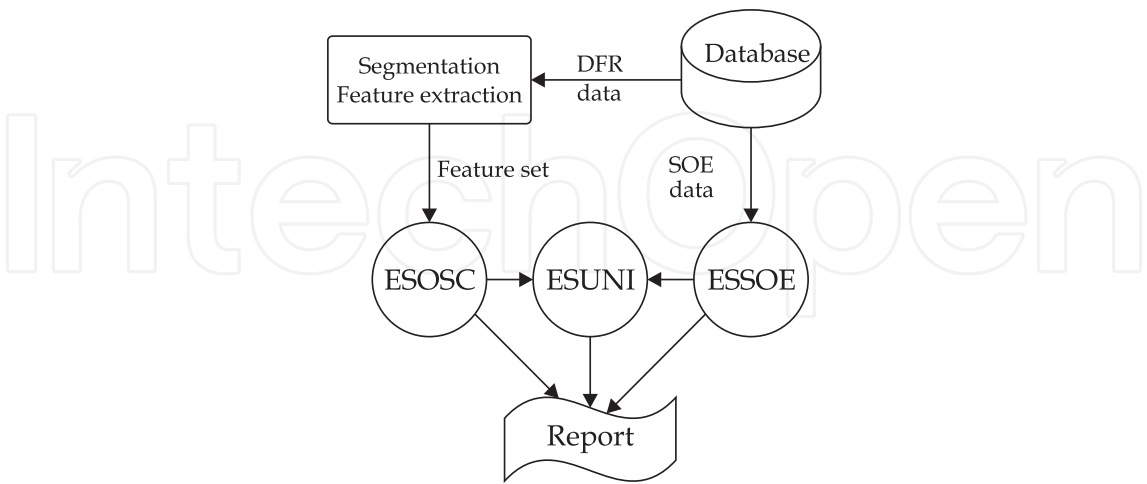 Database
DFR
data
Segmentation
Feature extraction
Feature set
SOE
data
ESOSC
ESUNI
ESSOE
Report
IntechOpen